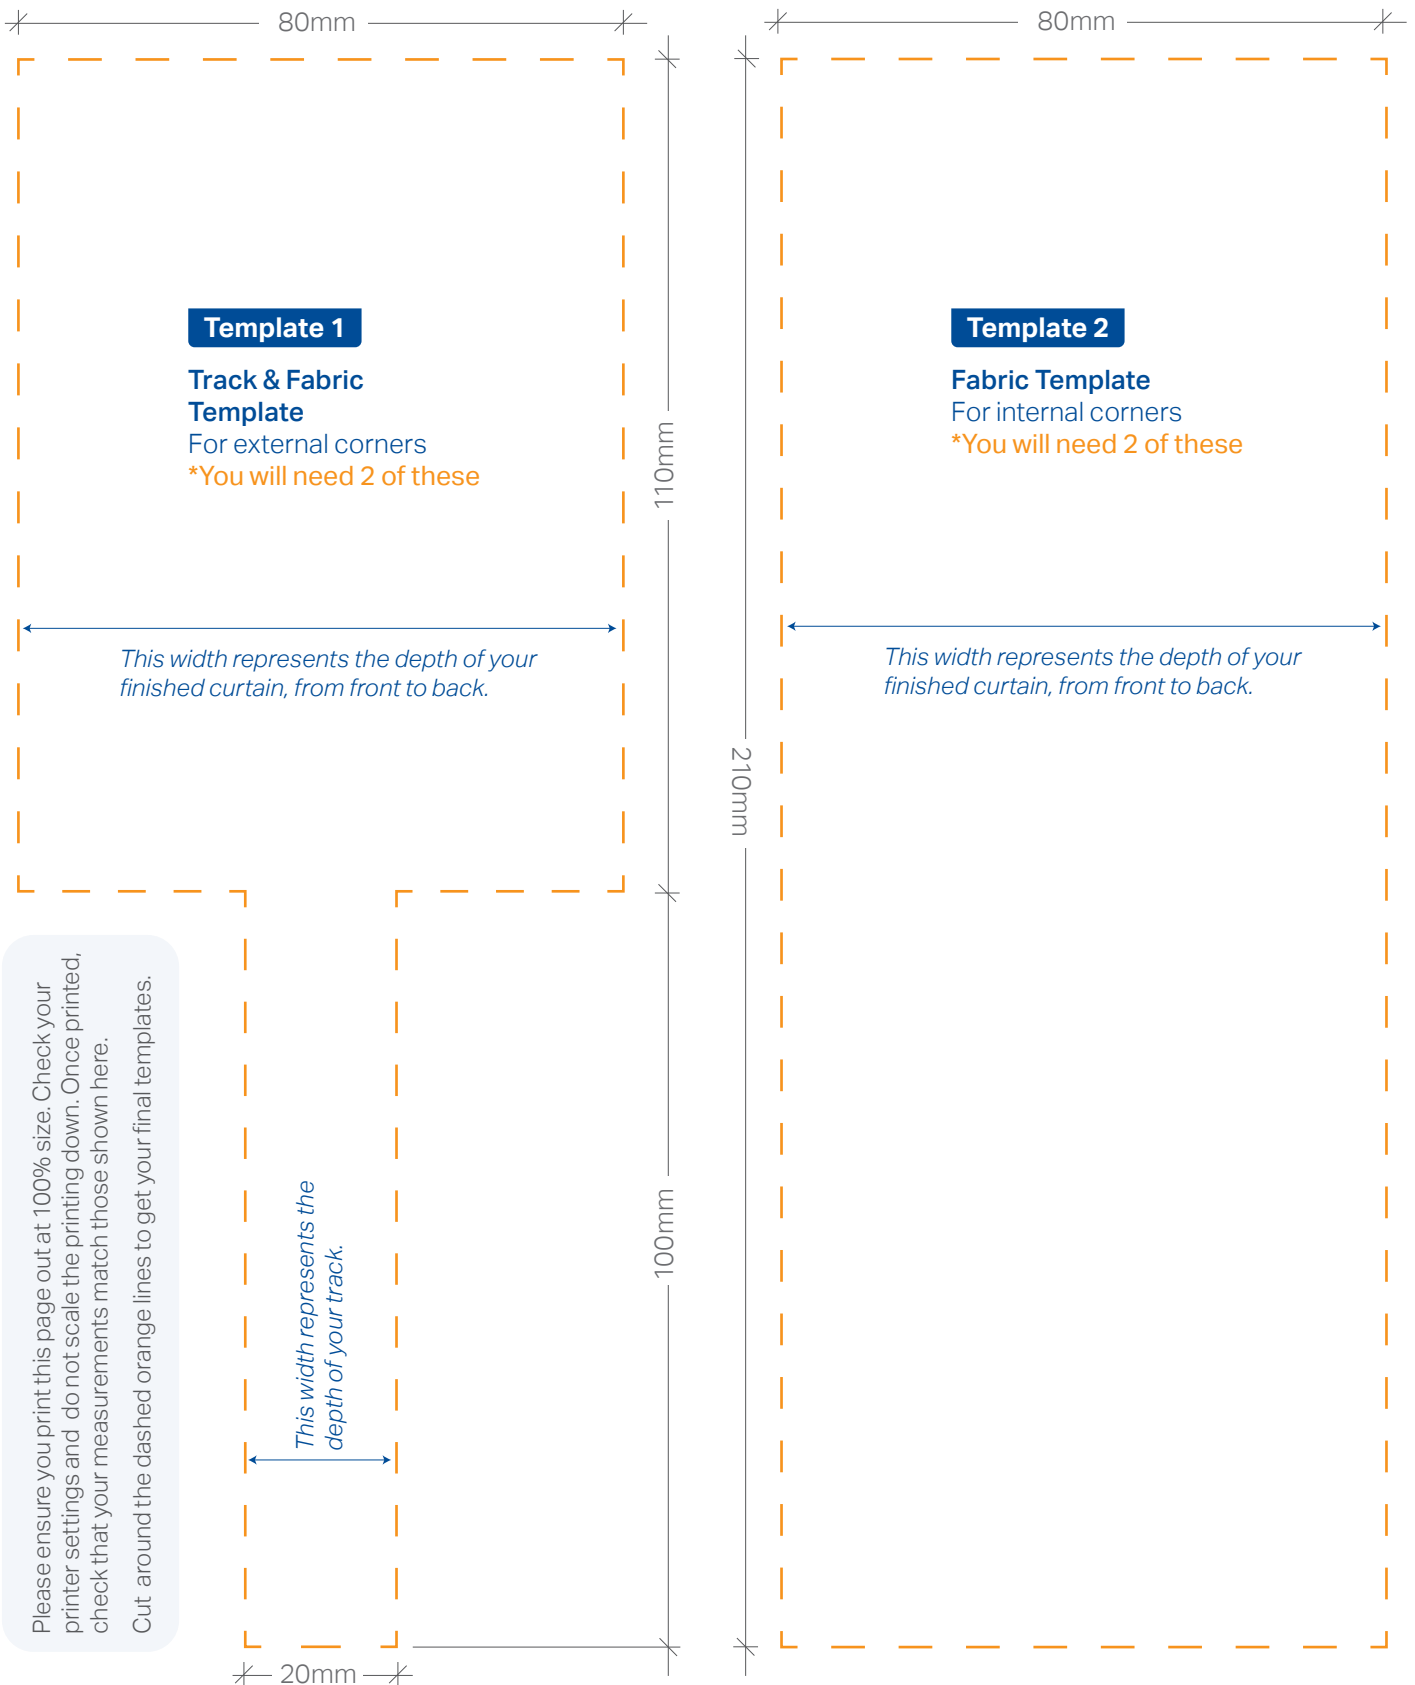 80mm
80mm
Template 1
Track & Fabric
Template
For external corners
*You will need 2 of these
110mm
This width represents the depth of your
finished curtain, from front to back.
Template 2
Fabric Template
For internal corners
*You will need 2 of these
This width represents the depth of your
finished curtain, from front to back.
210mm
Please ensure you print this page out at 100% size. Check your
printer settings and do not scale the printing down. Once printed,
check that your measurements match those shown here.
Cut around the dashed orange lines to get your final templates.
This width represents the
depth of your track.
100mm
20mm